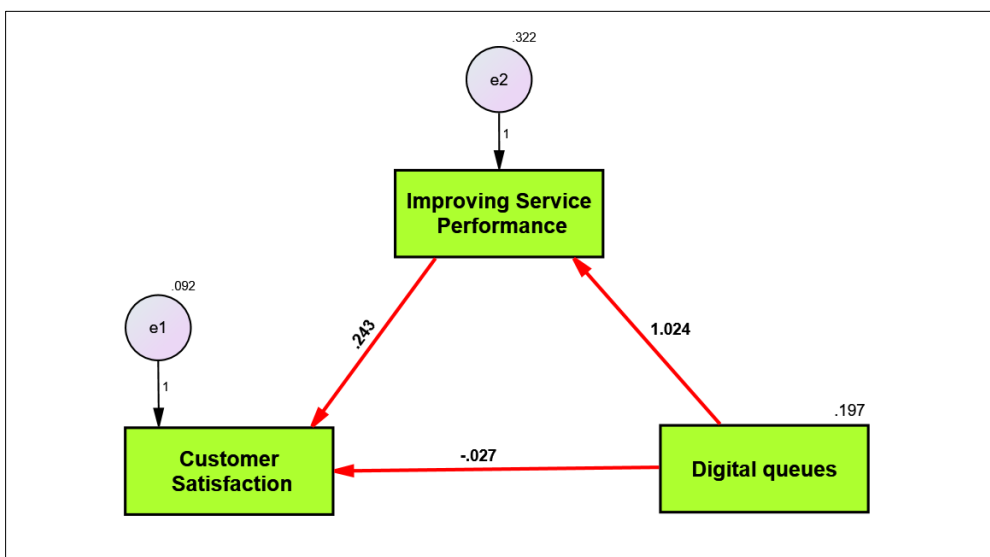 .322
e2
1
Improving Service
Performance
.092
e1
1
.243
1.024
.197
-.027
Customer
Satisfaction
Digital queues